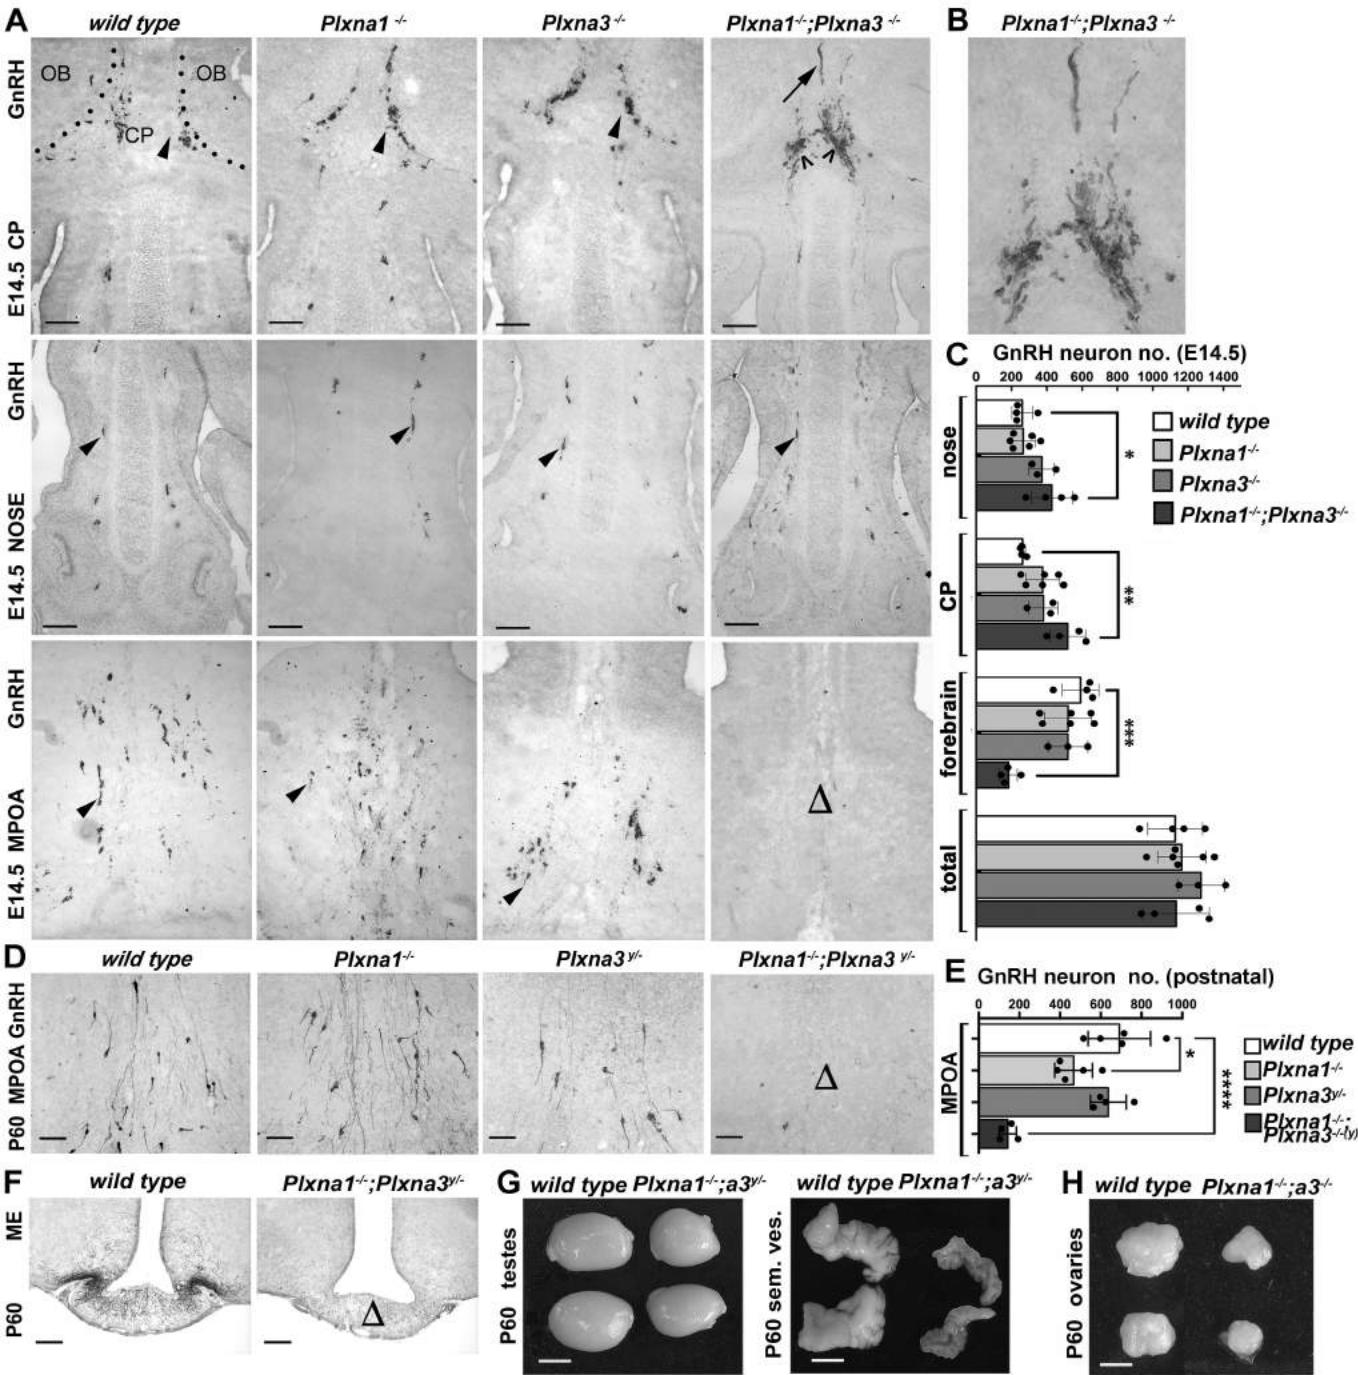 A
wild type
Plxna1 -/-
Plxna3 -/-
Plxna1-/-;Plxna3 -/-
B
Plxna1-/-;Plxna3 -/-
E14.5 CP GnRH
OB
OB
CP
E14.5 NOSE GnRH
E14.5 MPOA GnRH
C
GnRH neuron no. (E14.5)
0 200 400 600 800 1000 1200 1400
nose
*
wild type
Plxna1-/-
Plxna3-/-
Plxna1-/-;Plxna3-/-
CP
**
forebrain
***
total
D
wild type
Plxna1-/-
Plxna3 y/-
Plxna1-/-;Plxna3 y/-
P60 MPOA GnRH
Δ
Δ
E
GnRH neuron no. (postnatal)
0 200 400 600 800 1000
MPOA
*
****
wild type
Plxna1-/-
Plxna3y/-
Plxna1-/-;
Plxna3-/-(y)
F
wild type
Plxna1-/-;Plxna3y/-
P60 ME
Δ
G
wild type Plxna1-/-;a3y/-
P60 testes
wild type Plxna1-/-;a3y/-
P60 sem. ves.
H
wild type Plxna1-/-;a3-/-
P60 ovaries